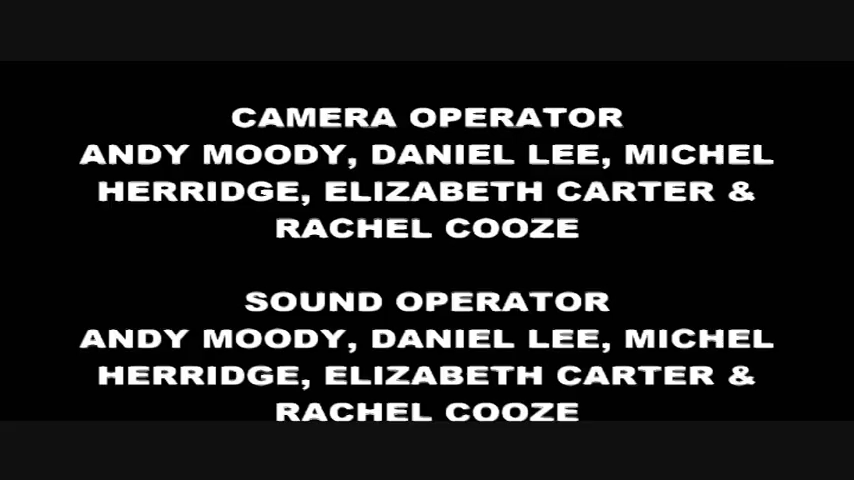 CAMERA OPERATOR
ANDY MOODY, DANIEL LEE, MICHEL
HERRIDGE, ELIZABETH CARTER &
RACHEL COOZE
SOUND OPERATOR
ANDY MOODY, DANIEL LEE, MICHEL
HERRIDGE, ELIZABETH CARTER &
RACHEL COOZE